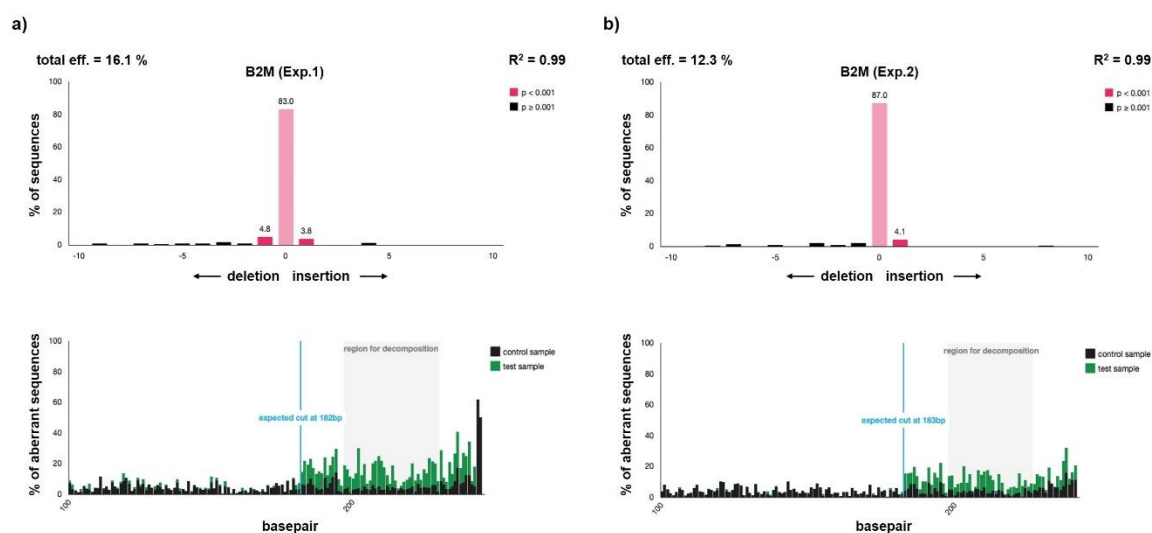 a)
total eff. = 16.1 %
R² = 0.99
B2M (Exp.1)
% of sequences
100
80
60
40
20
0
83.0
4.8
3.8
p < 0.001
p ≥ 0.001
-10
-5
0
5
10
deletion insertion
% of aberrant sequences
100
80
60
40
20
0
region for decomposition
control sample
test sample
expected cut at 182bp
100
200
basepair
b)
total eff. = 12.3 %
R² = 0.99
B2M (Exp.2)
% of sequences
100
80
60
40
20
0
87.0
4.1
p < 0.001
p ≥ 0.001
-10
-5
0
5
10
deletion insertion
% of aberrant sequences
100
80
60
40
20
0
region for decomposition
control sample
test sample
expected cut at 183bp
100
200
basepair